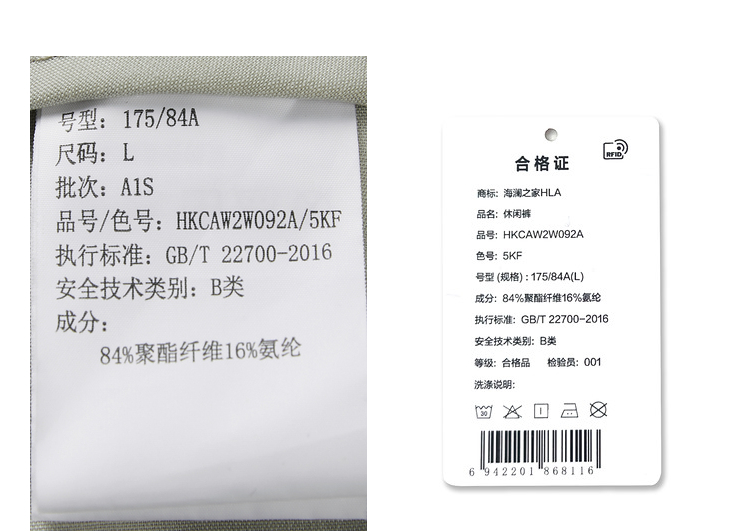 号型：175/84A
尺码：L
批次：A1S
品号/色号：HKCAW2W092A/5KF
执行标准：GB/T 22700-2016
安全技术类别：B类
成分：
84%聚酯纤维16%氨纶
合格证
RFID
商标：海澜之家HLA
品名：休闲裤
品号：HKCAW2W092A
色号：5KF
号型（规格）：175/84A(L)
成分：84%聚酯纤维16%氨纶
执行标准：GB/T 22700-2016
安全技术类别：B类
等级：合格品 检验员：001
洗涤说明：
30
6 942201 868116